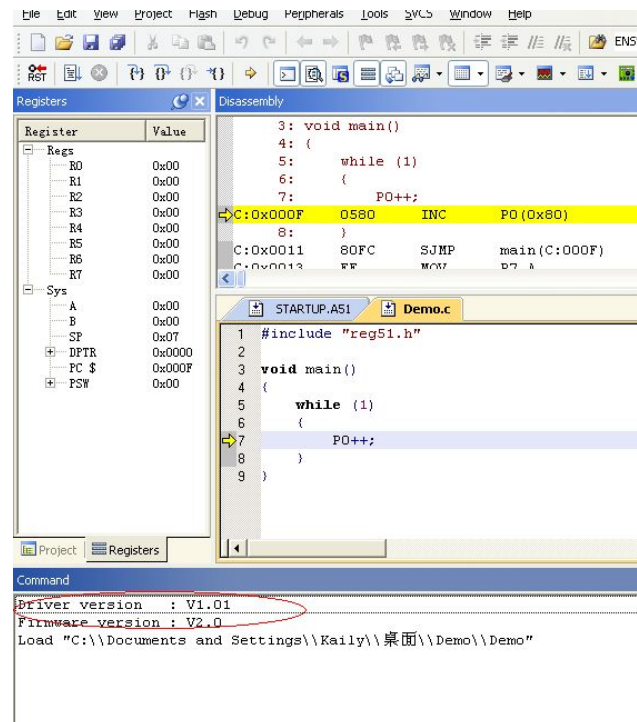 File Edit View Project Flash Debug Peripherals Tools SVCS Window Help
RST
Registers
Register Value
Regs
R0 0x00
R1 0x00
R2 0x00
R3 0x00
R4 0x00
R5 0x00
R6 0x00
R7 0x00
Sys
A 0x00
B 0x00
SP 0x07
DPTR 0x0000
PC $ 0x000F
PSW 0x00
Project Registers
Disassembly
3: void main()
4: {
5: while (1)
6: {
7: P0++;
C:0x000F 0580 INC P0(0x80)
8: }
C:0x0011 80FC SJMP main(C:000F)
C:0x0013 FF MOV R7,A
STARTUP.A51 Demo.c
1 #include "reg51.h"
2
3 void main()
4 {
5 while (1)
6 {
7 P0++;
8 }
9 }
Command
Driver version : V1.01
Firmware version : V2.0
Load "C:\\Documents and Settings\\Kaily\\桌面\\Demo\\Demo"